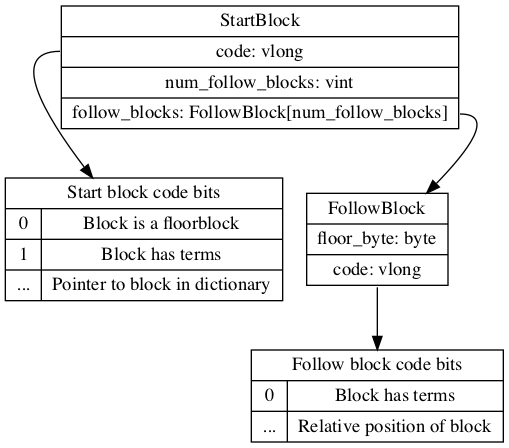 StartBlock
code: vlong
num_follow_blocks: vint
follow_blocks: FollowBlock[num_follow_blocks]
Start block code bits
0 Block is a floorblock
1 Block has terms
... Pointer to block in dictionary
FollowBlock
floor_byte: byte
code: vlong
Follow block code bits
0 Block has terms
... Relative position of block